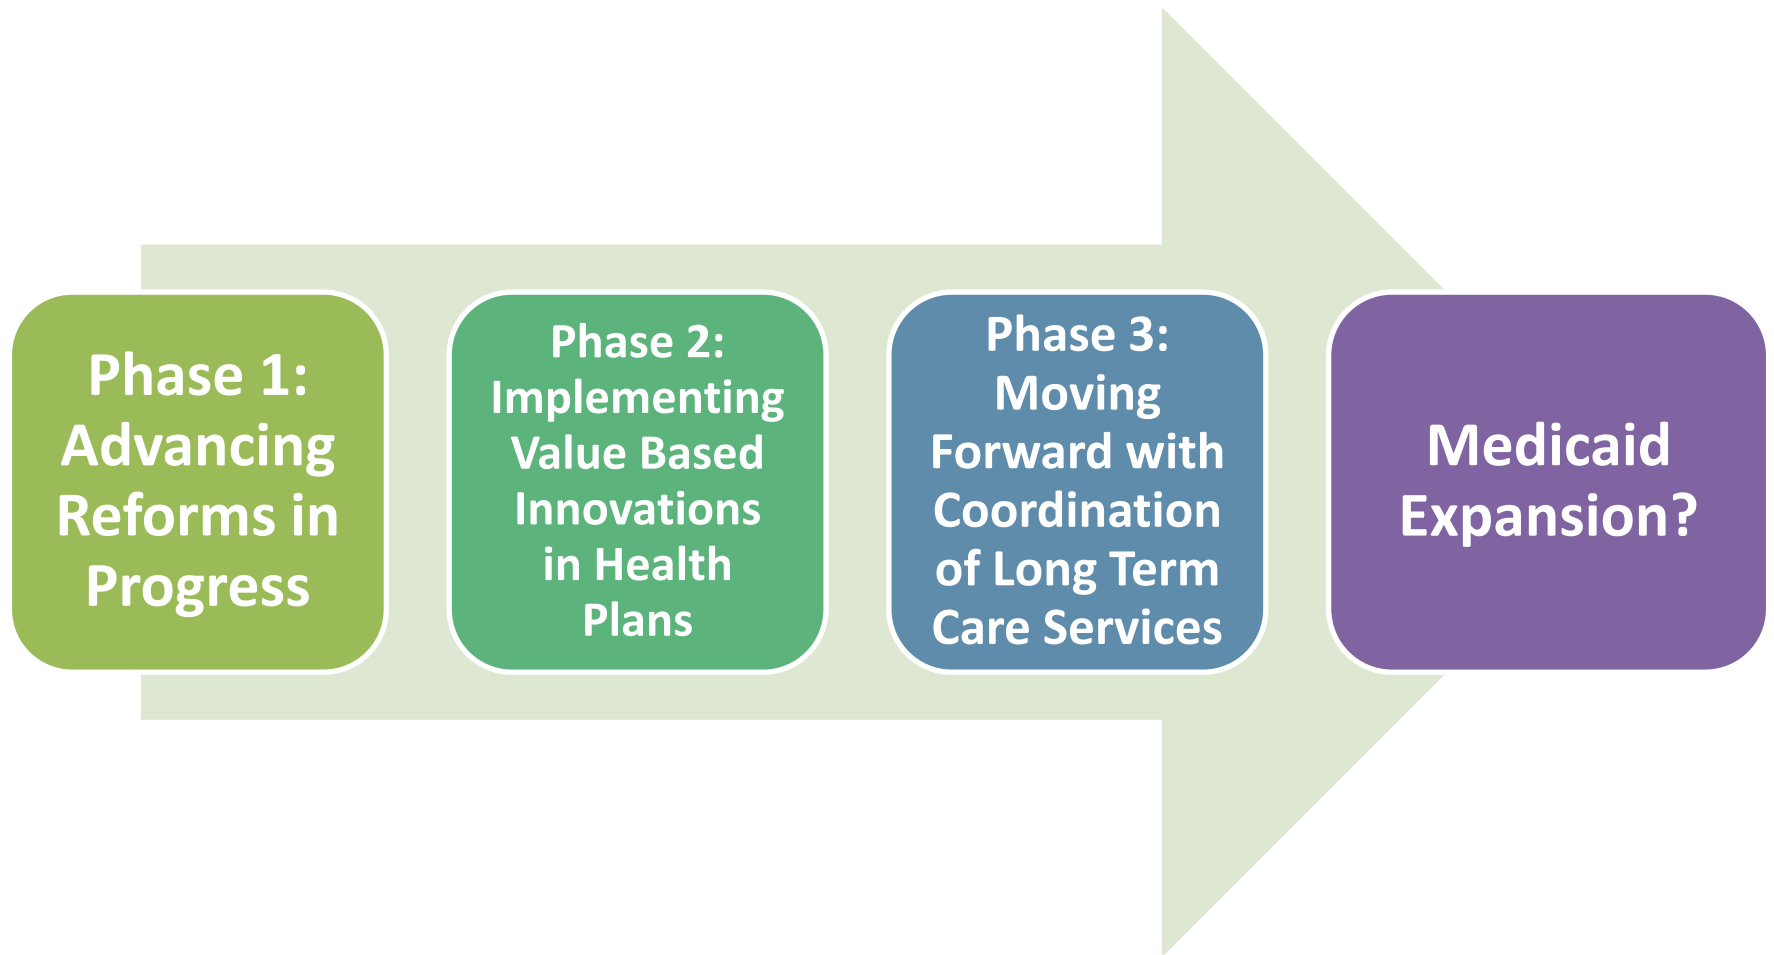 Phase 1:
Advancing
Reforms in
Progress
Phase 2:
Implementing
Value Based
Innovations
in Health
Plans
Phase 3:
Moving
Forward with
Coordination
of Long Term
Care Services
Medicaid
Expansion?